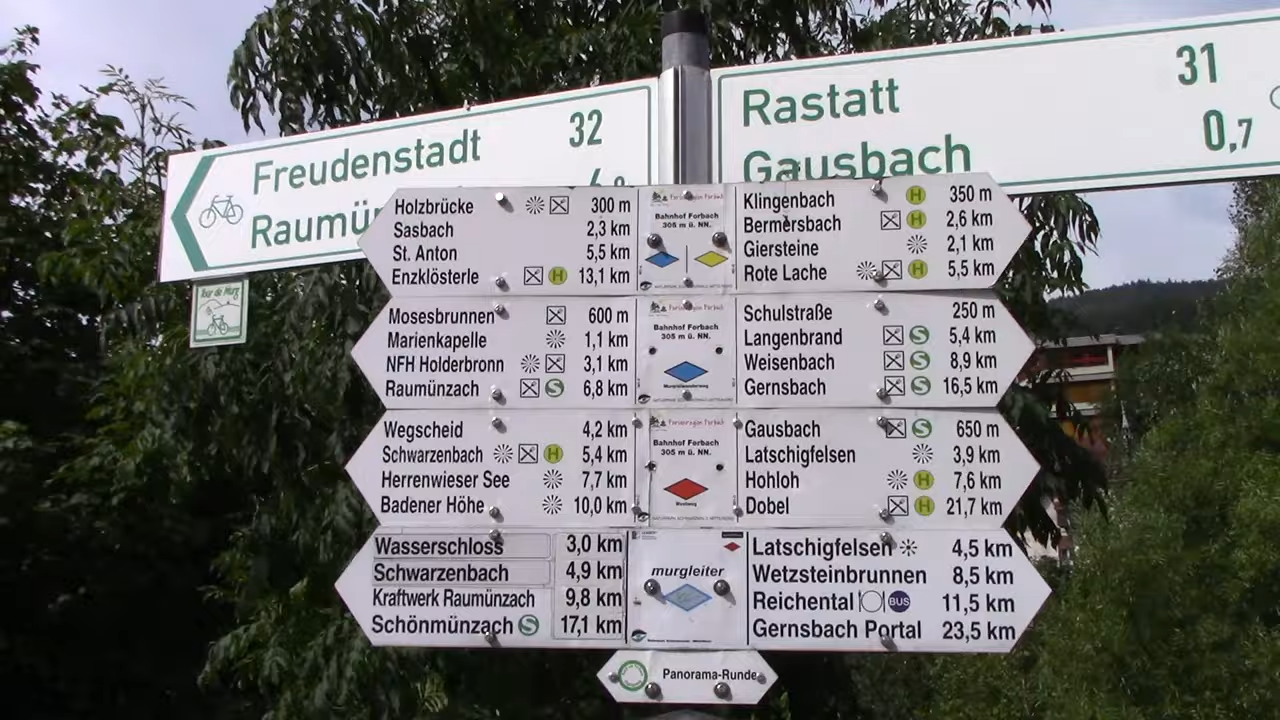 Freudenstadt 32
Rastatt 31
Gausbach 0,7
Tour de Murg
Holzbrücke 300 m
Sasbach 2,3 km
St. Anton 5,5 km
Enzklösterle H 13,1 km
Bahnhof Forbach
305 m ü. NN.
Klingenbach H 350 m
Bermersbach H 2,6 km
Giersteine 2,1 km
Rote Lache H 5,5 km
Mosesbrunnen 600 m
Marienkapelle 1,1 km
NFH Holderbronn 3,1 km
Raumünzach S 6,8 km
Bahnhof Forbach
305 m ü. NN.
Schulstraße 250 m
Langenbrand S 5,4 km
Weisenbach S 8,9 km
Gernsbach S 16,5 km
Wegscheid 4,2 km
Schwarzenbach H 5,4 km
Herrenwieser See 7,7 km
Badener Höhe 10,0 km
Bahnhof Forbach
305 m ü. NN.
Westweg
Gausbach S 650 m
Latschigfelsen 3,9 km
Hohloh H 7,6 km
Dobel H 21,7 km
Wasserschloss 3,0 km
Schwarzenbach 4,9 km
Kraftwerk Raumünzach 9,8 km
Schönmünzach S 17,1 km
murgleiter
Latschigfelsen 4,5 km
Wetzsteinbrunnen 8,5 km
Reichental BUS 11,5 km
Gernsbach Portal 23,5 km
Panorama-Runde